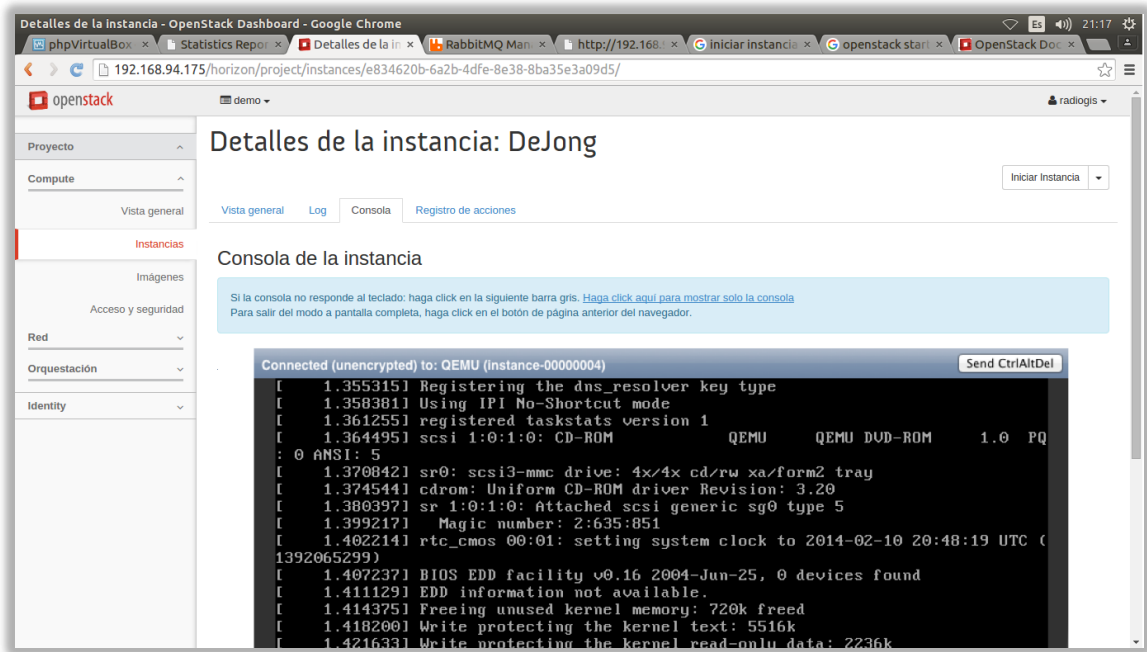 Detalles de la instancia - OpenStack Dashboard - Google Chrome
Es 21:17
phpVirtualBox Statistics Repor Detalles de la in RabbitMQ Man http://192.168. iniciar instancia openstack start OpenStack Doc
192.168.94.175/horizon/project/instances/e834620b-6a2b-4dfe-8e38-8ba35e3a09d5/
openstack demo radiogis
Detalles de la instancia: DeJong
Iniciar Instancia
Proyecto
Compute
Vista general
Instancias
Imágenes
Acceso y seguridad
Red
Orquestación
Identity
Vista general Log Consola Registro de acciones
Consola de la instancia
Si la consola no responde al teclado: haga click en la siguiente barra gris. Haga click aquí para mostrar solo la consola
Para salir del modo a pantalla completa, haga click en el botón de página anterior del navegador.
Connected (unencrypted) to: QEMU (instance-00000004) Send CtrlAltDel
[ 1.355315] Registering the dns_resolver key type
[ 1.358381] Using IPI No-Shortcut mode
[ 1.361255] registered taskstats version 1
[ 1.364495] scsi 1:0:1:0: CD-ROM QEMU QEMU DVD-ROM 1.0 PQ
: 0 ANSI: 5
[ 1.370842] sr0: scsi3-mmc drive: 4x/4x cd/rw xa/form2 tray
[ 1.374544] cdrom: Uniform CD-ROM driver Revision: 3.20
[ 1.380397] sr 1:0:1:0: Attached scsi generic sg0 type 5
[ 1.399217] Magic number: 2:635:851
[ 1.402214] rtc_cmos 00:01: setting system clock to 2014-02-10 20:48:19 UTC (
1392065299)
[ 1.407237] BIOS EDD facility v0.16 2004-Jun-25, 0 devices found
[ 1.411129] EDD information not available.
[ 1.414375] Freeing unused kernel memory: 720k freed
[ 1.418200] Write protecting the kernel text: 5516k
[ 1.421633] Write protecting the kernel read-only data: 2236k